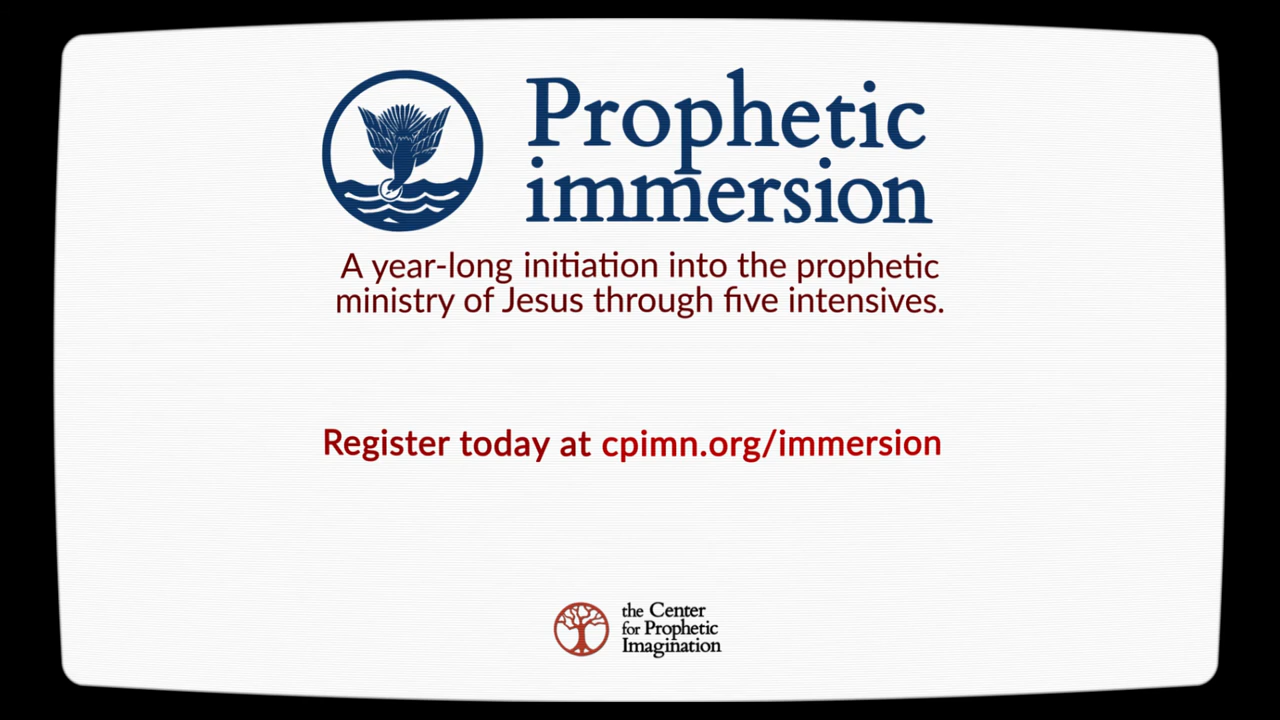 Prophetic
immersion
A year-long initiation into the prophetic
ministry of Jesus through five intensives.
Register today at cpimn.org/immersion
the Center
for Prophetic
Imagination